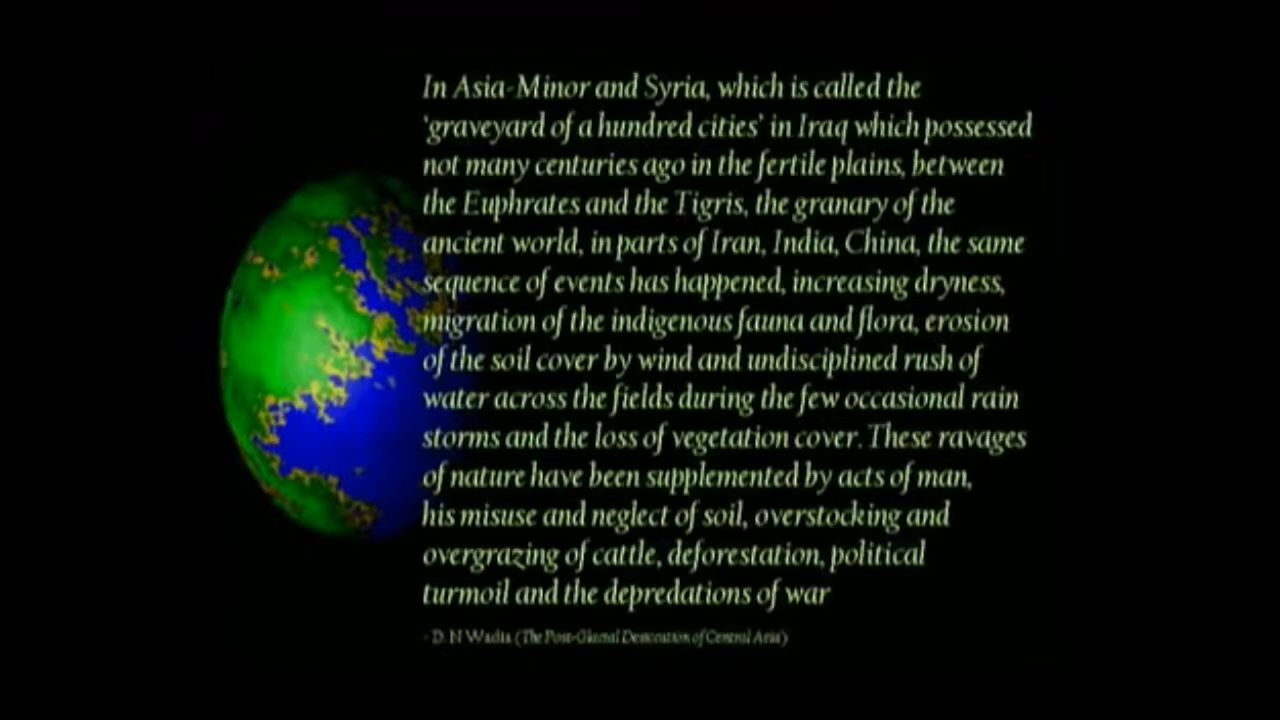 In Asia-Minor and Syria, which is called the
'graveyard of a hundred cities' in Iraq which possessed
not many centuries ago in the fertile plains, between
the Euphrates and the Tigris, the granary of the
ancient world, in parts of Iran, India, China, the same
sequence of events has happened, increasing dryness,
migration of the indigenous fauna and flora, erosion
of the soil cover by wind and undisciplined rush of
water across the fields during the few occasional rain
storms and the loss of vegetation cover. These ravages
of nature have been supplemented by acts of man,
his misuse and neglect of soil, overstocking and
overgrazing of cattle, deforestation, political
turmoil and the depredations of war
- D. N Wadia (The Post-Glacial Desiccation of Central Asia)